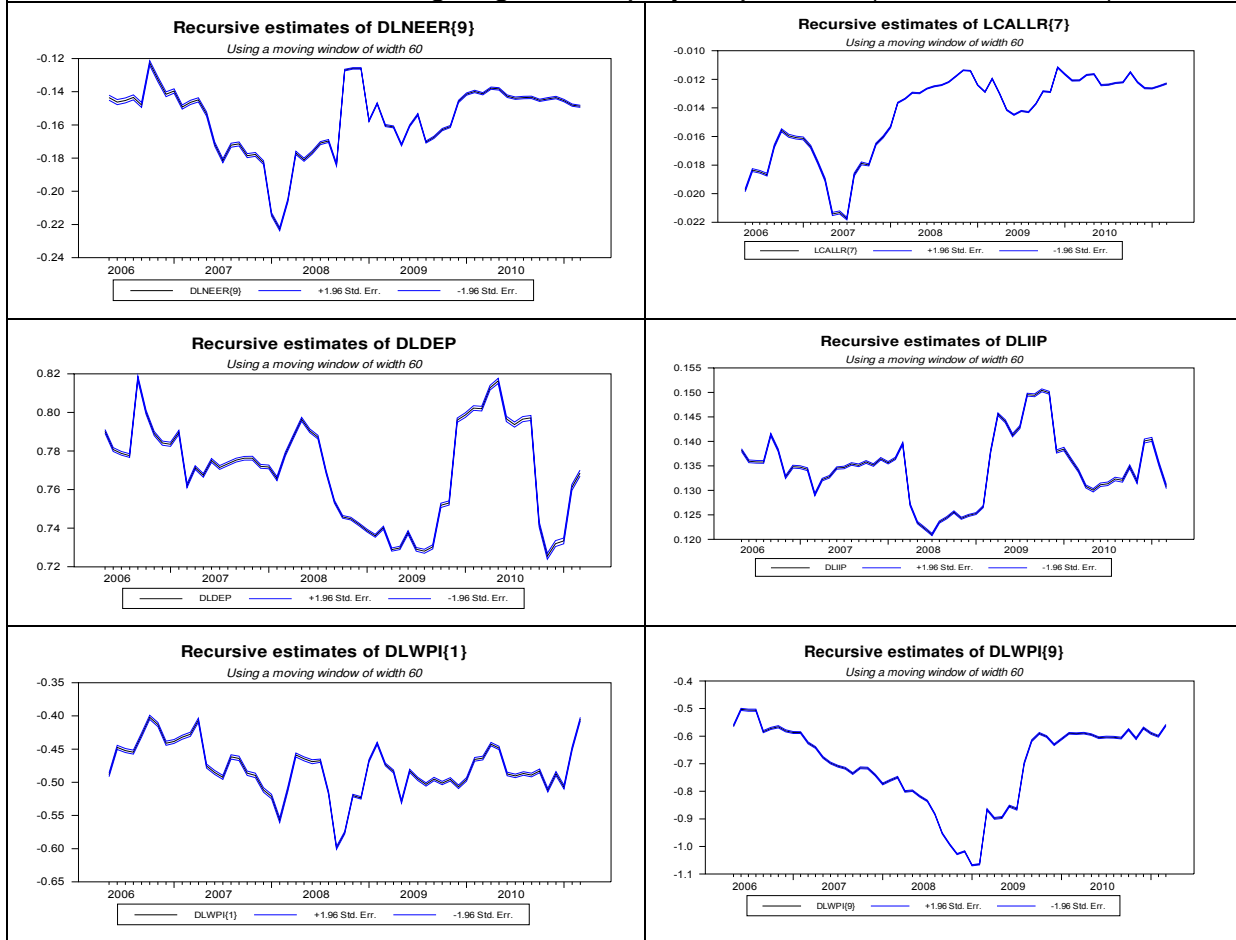 Recursive estimates of DLNEER{9}
Using a moving window of width 60
-0.12
-0.14
-0.16
-0.18
-0.20
-0.22
-0.24
2006 2007 2008 2009 2010
DLNEER{9} +1.96 Std. Err. -1.96 Std. Err.
Recursive estimates of LCALLR{7}
Using a moving window of width 60
-0.010
-0.012
-0.014
-0.016
-0.018
-0.020
-0.022
2006 2007 2008 2009 2010
LCALLR{7} +1.96 Std. Err. -1.96 Std. Err.
Recursive estimates of DLDEP
Using a moving window of width 60
0.82
0.80
0.78
0.76
0.74
0.72
2006 2007 2008 2009 2010
DLDEP +1.96 Std. Err. -1.96 Std. Err.
Recursive estimates of DLIIP
Using a moving window of width 60
0.155
0.150
0.145
0.140
0.135
0.130
0.125
0.120
2006 2007 2008 2009 2010
DLIIP +1.96 Std. Err. -1.96 Std. Err.
Recursive estimates of DLWPI{1}
Using a moving window of width 60
-0.35
-0.40
-0.45
-0.50
-0.55
-0.60
-0.65
2006 2007 2008 2009 2010
DLWPI{1} +1.96 Std. Err. -1.96 Std. Err.
Recursive estimates of DLWPI{9}
Using a moving window of width 60
-0.4
-0.5
-0.6
-0.7
-0.8
-0.9
-1.0
-1.1
2006 2007 2008 2009 2010
DLWPI{9} +1.96 Std. Err. -1.96 Std. Err.